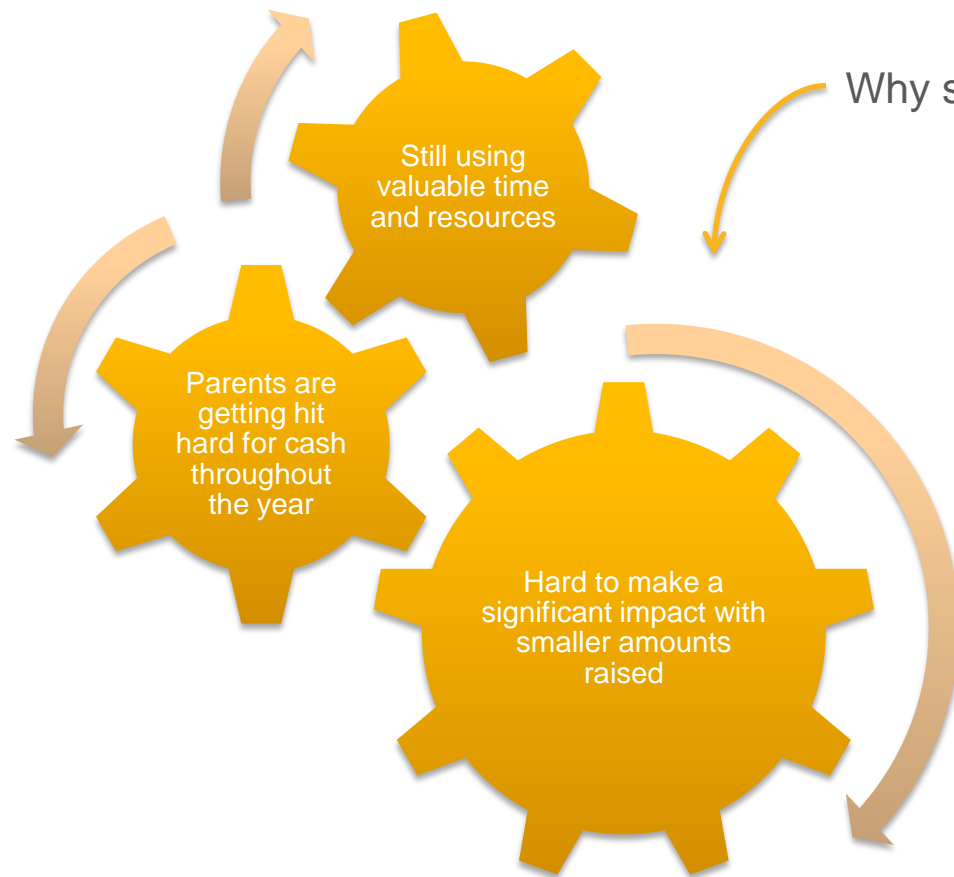 Why s
Still using
valuable time
and resources
Parents are
getting hit
hard for cash
throughout
the year
Hard to make a
significant impact with
smaller amounts
raised